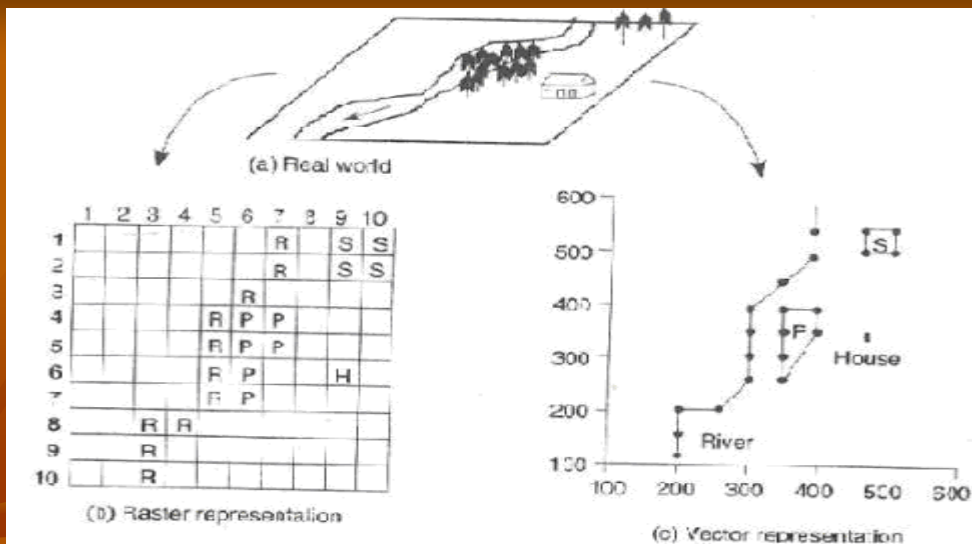 (a) Real world
1 2 3 4 5 6 7 8 9 10
1 R S S
2 R S S
3 R
4 R P P
5 R P P
6 R P H
7 R P
8 R R
9 R
10 R
(b) Raster representation
600
500 S
400
P
300 House
200
River
100
100 200 300 400 500 600
(c) Vector representation